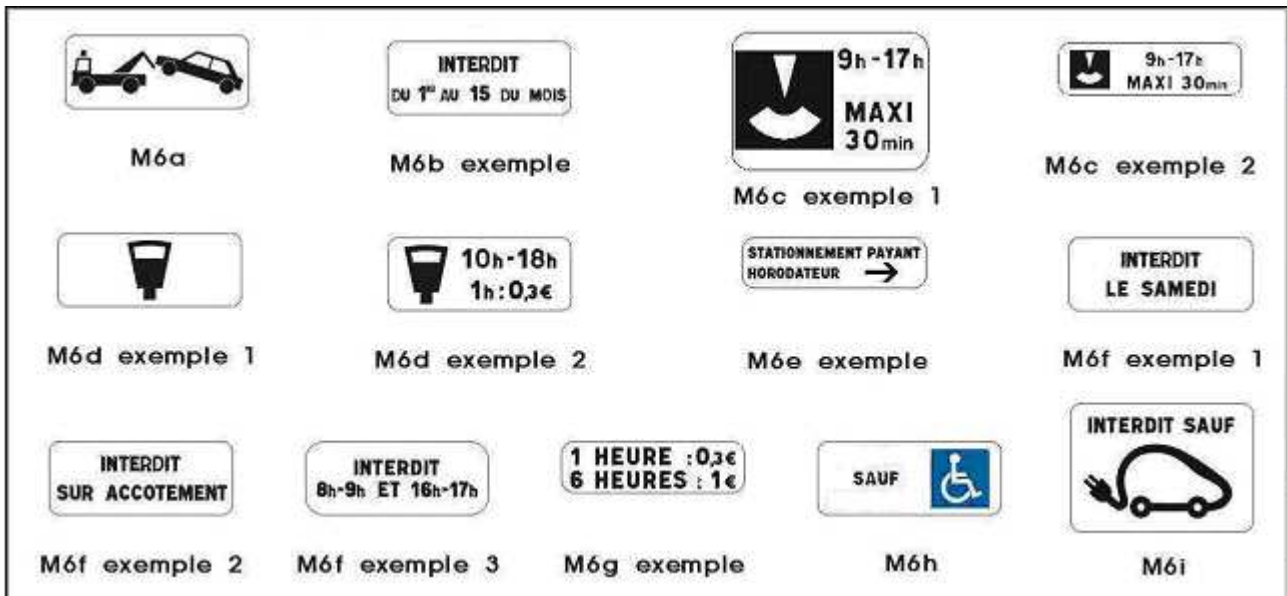 M6a
INTERDIT
DU 1ER AU 15 DU MOIS
M6b exemple
9h-17h
MAXI
30min
M6c exemple 1
9h-17h
MAXI 30min
M6c exemple 2
M6d exemple 1
10h-18h
1h:0,3€
M6d exemple 2
STATIONNEMENT PAYANT
HORODATEUR →
M6e exemple
INTERDIT
LE SAMEDI
M6f exemple 1
INTERDIT
SUR ACCOTEMENT
M6f exemple 2
INTERDIT
8h-9h ET 16h-17h
M6f exemple 3
1 HEURE :0,3€
6 HEURES : 1€
M6g exemple
SAUF
M6h
INTERDIT SAUF
M6i